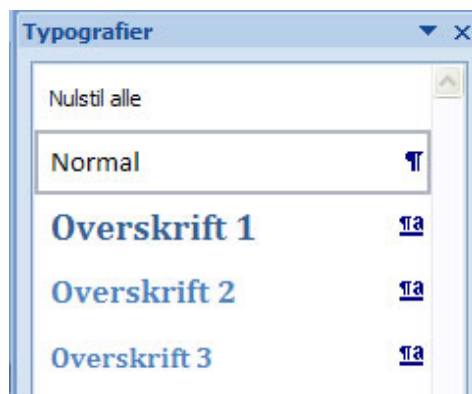 Typografier
Nulstil alle
Normal ¶
Overskrift 1 ¶a
Overskrift 2 ¶a
Overskrift 3 ¶a